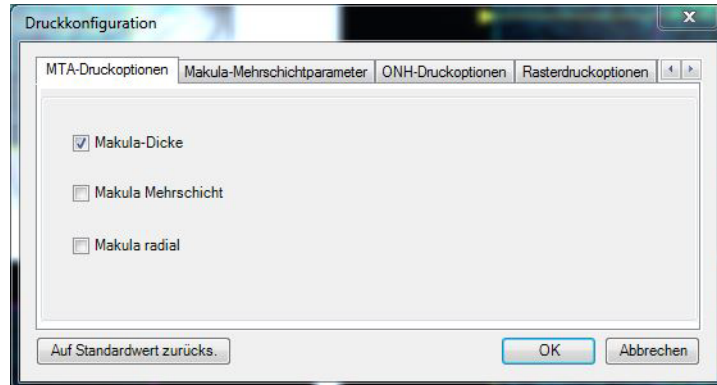 Druckkonfiguration
MTA-Druckoptionen Makula-Mehrschichtparameter ONH-Druckoptionen Rasterdruckoptionen
Makula-Dicke
Makula Mehrschicht
Makula radial
Auf Standardwert zurücks. OK Abbrechen